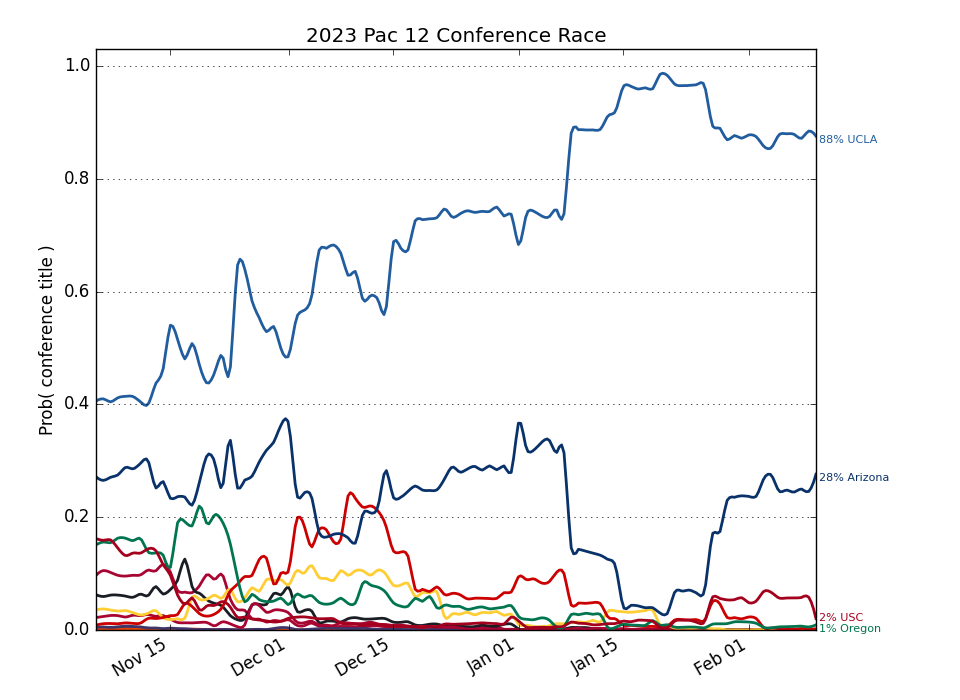 2023 Pac 12 Conference Race
Prob( conference title )
1.0
0.8
0.6
0.4
0.2
0.0
88% UCLA
28% Arizona
2% USC
1% Oregon
Nov 15
Dec 01
Dec 15
Jan 01
Jan 15
Feb 01